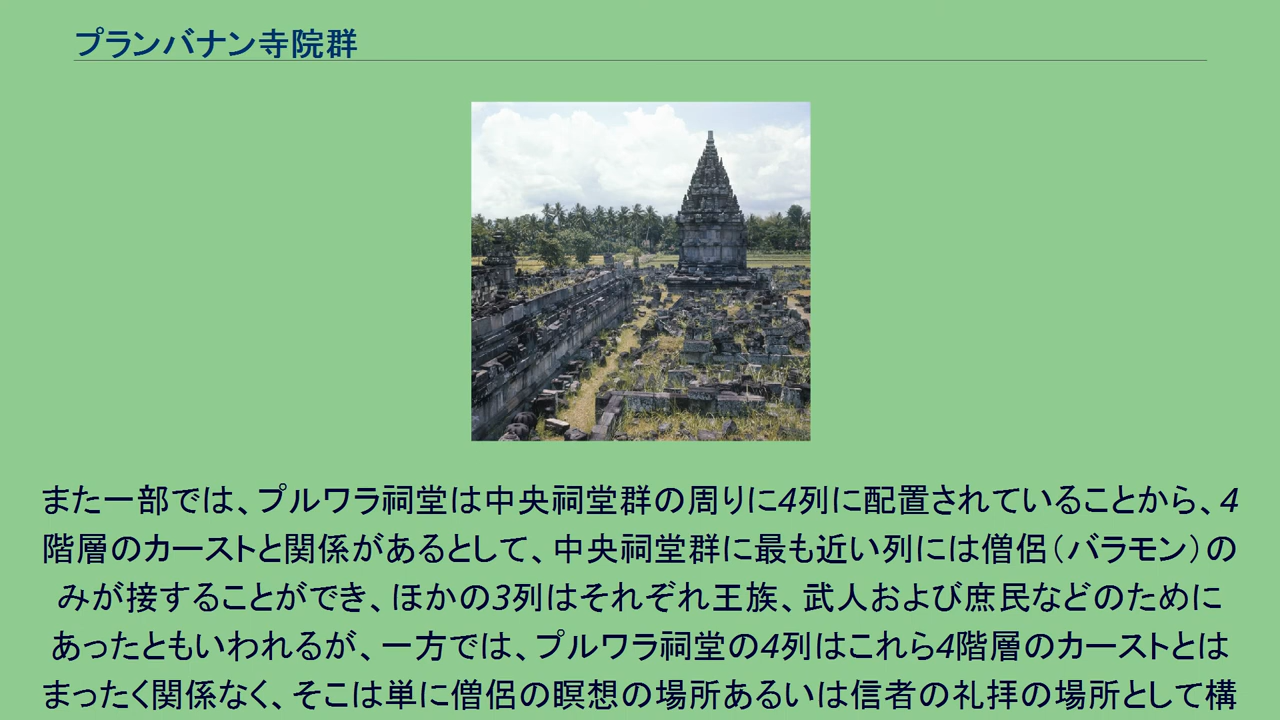 プランバナン寺院群
また一部では、プルワラ祠堂は中央祠堂群の周りに4列に配置されていることから、4
階層のカーストと関係があるとして、中央祠堂群に最も近い列には僧侶（バラモン）の
みが接することができ、ほかの3列はそれぞれ王族、武人および庶民などのために
あったともいわれるが、一方では、プルワラ祠堂の4列はこれら4階層のカーストとは
まったく関係なく、そこは単に僧侶の瞑想の場所あるいは信者の礼拝の場所として構